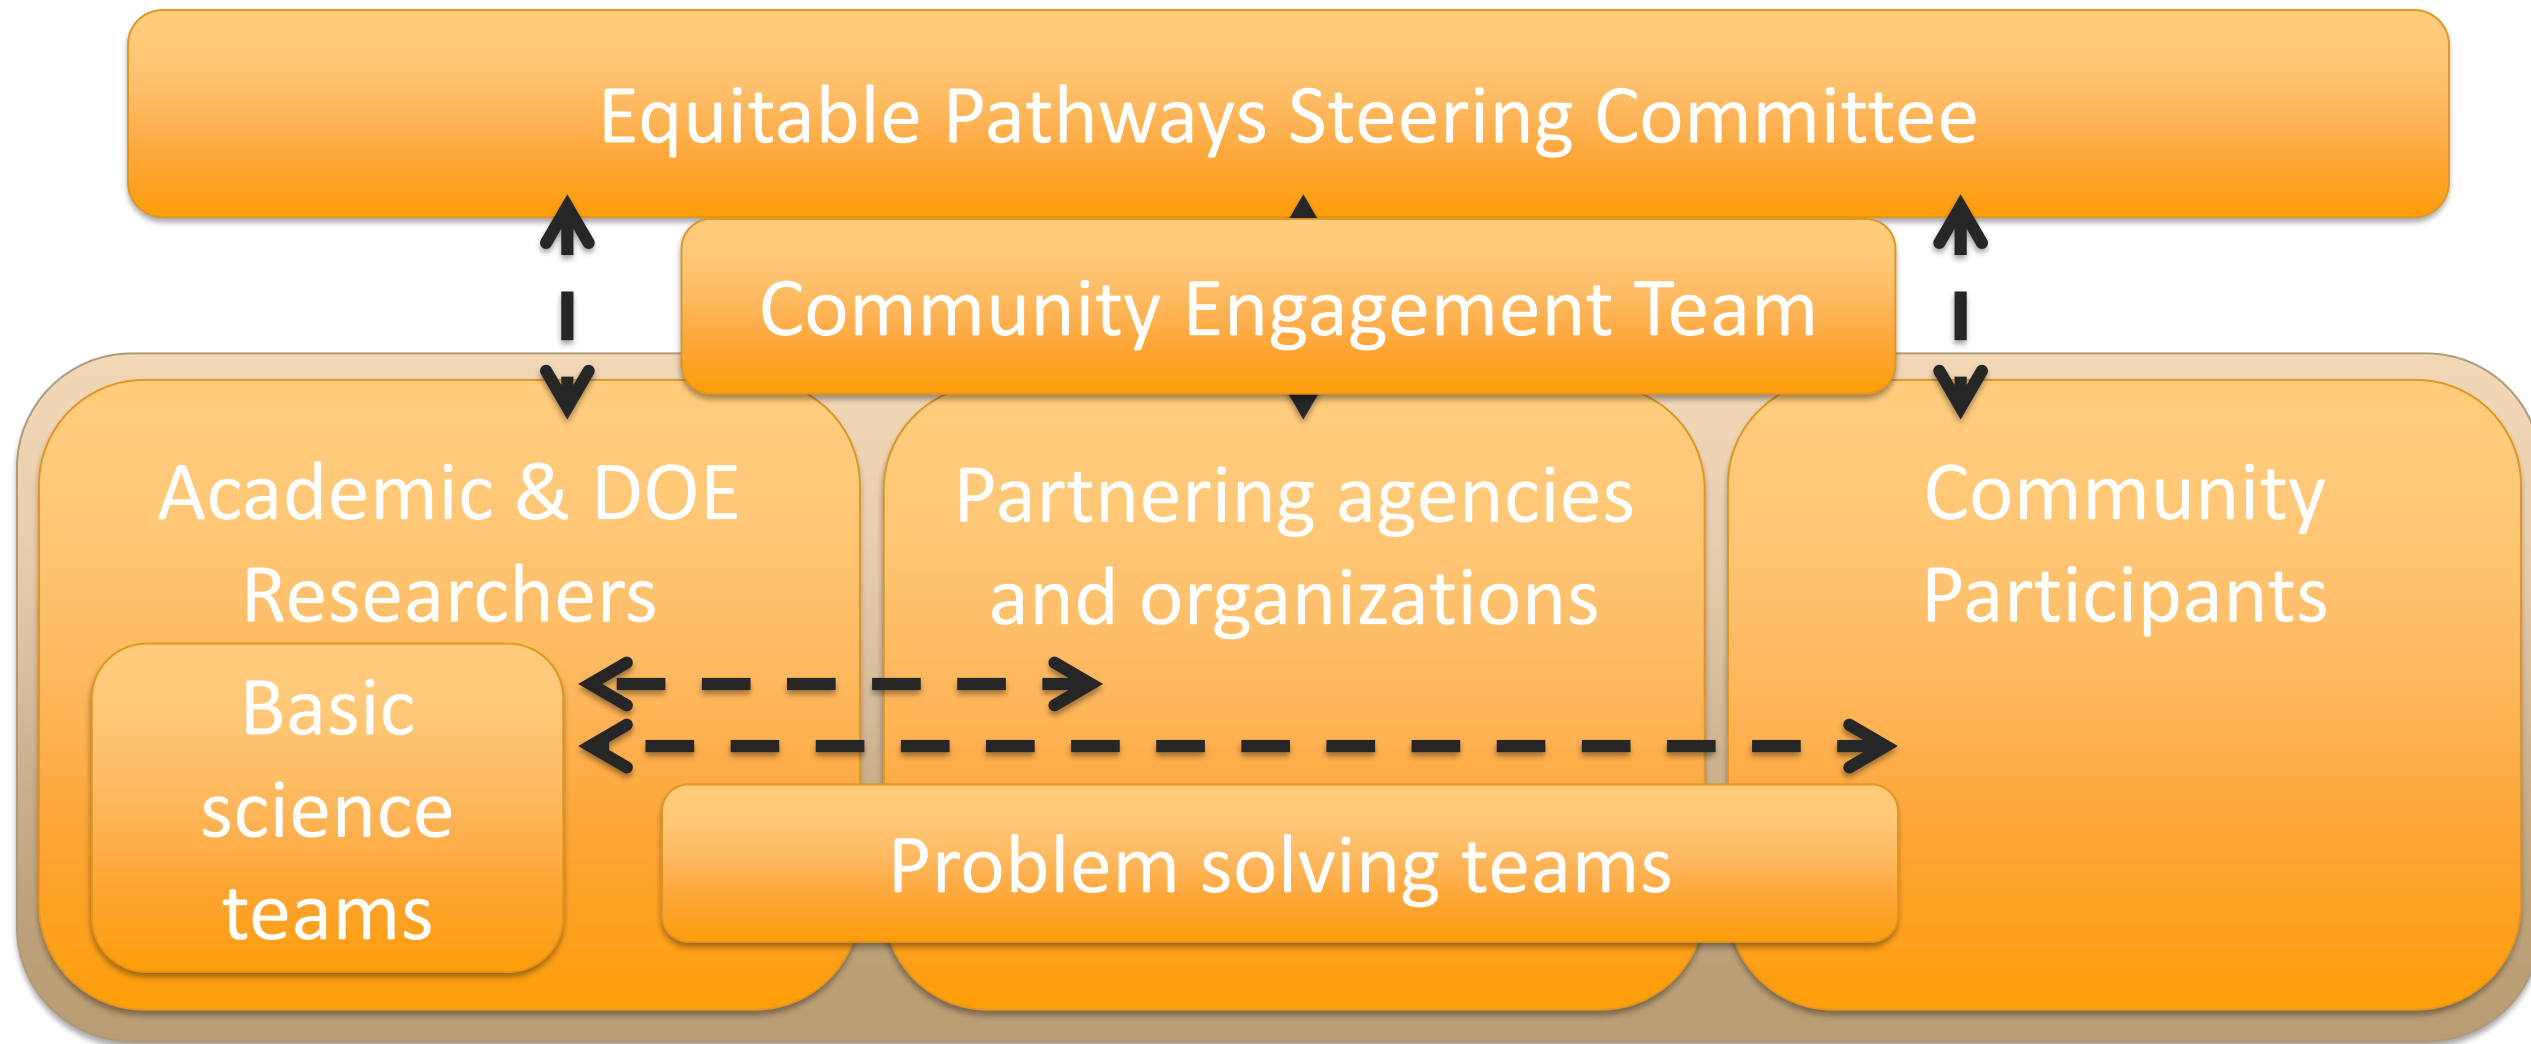 Equitable Pathways Steering Committee
Community Engagement Team
Academic & DOE
Researchers
Partnering agencies
and organizations
Community
Participants
Basic
science
teams
Problem solving teams